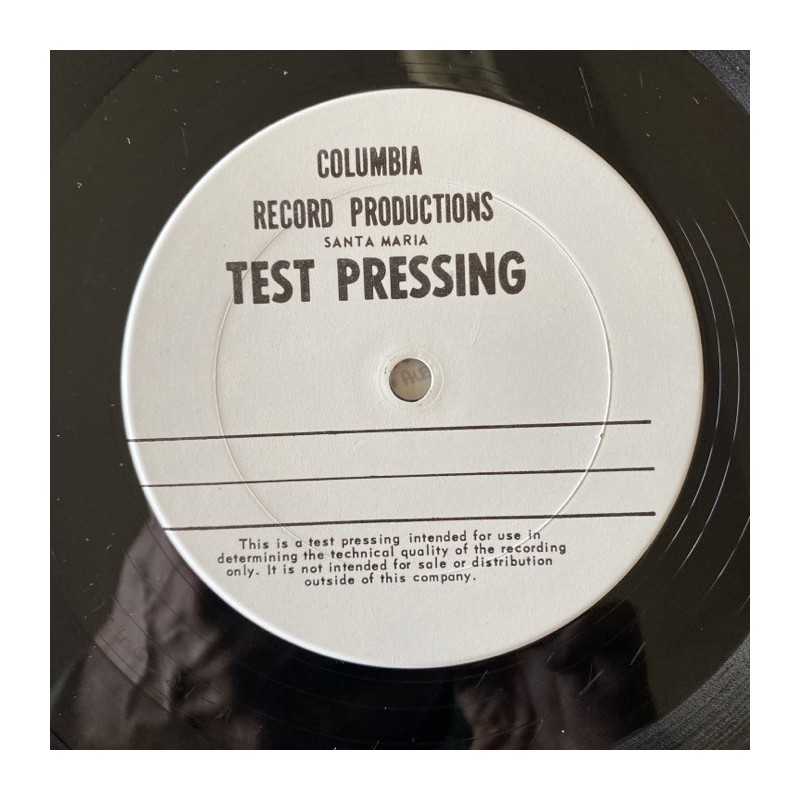 COLUMBIA
RECORD PRODUCTIONS
SANTA MARIA
TEST PRESSING
This is a test pressing intended for use in
determining the technical quality of the recording
only. It is not intended for sale or distribution
outside of this company.